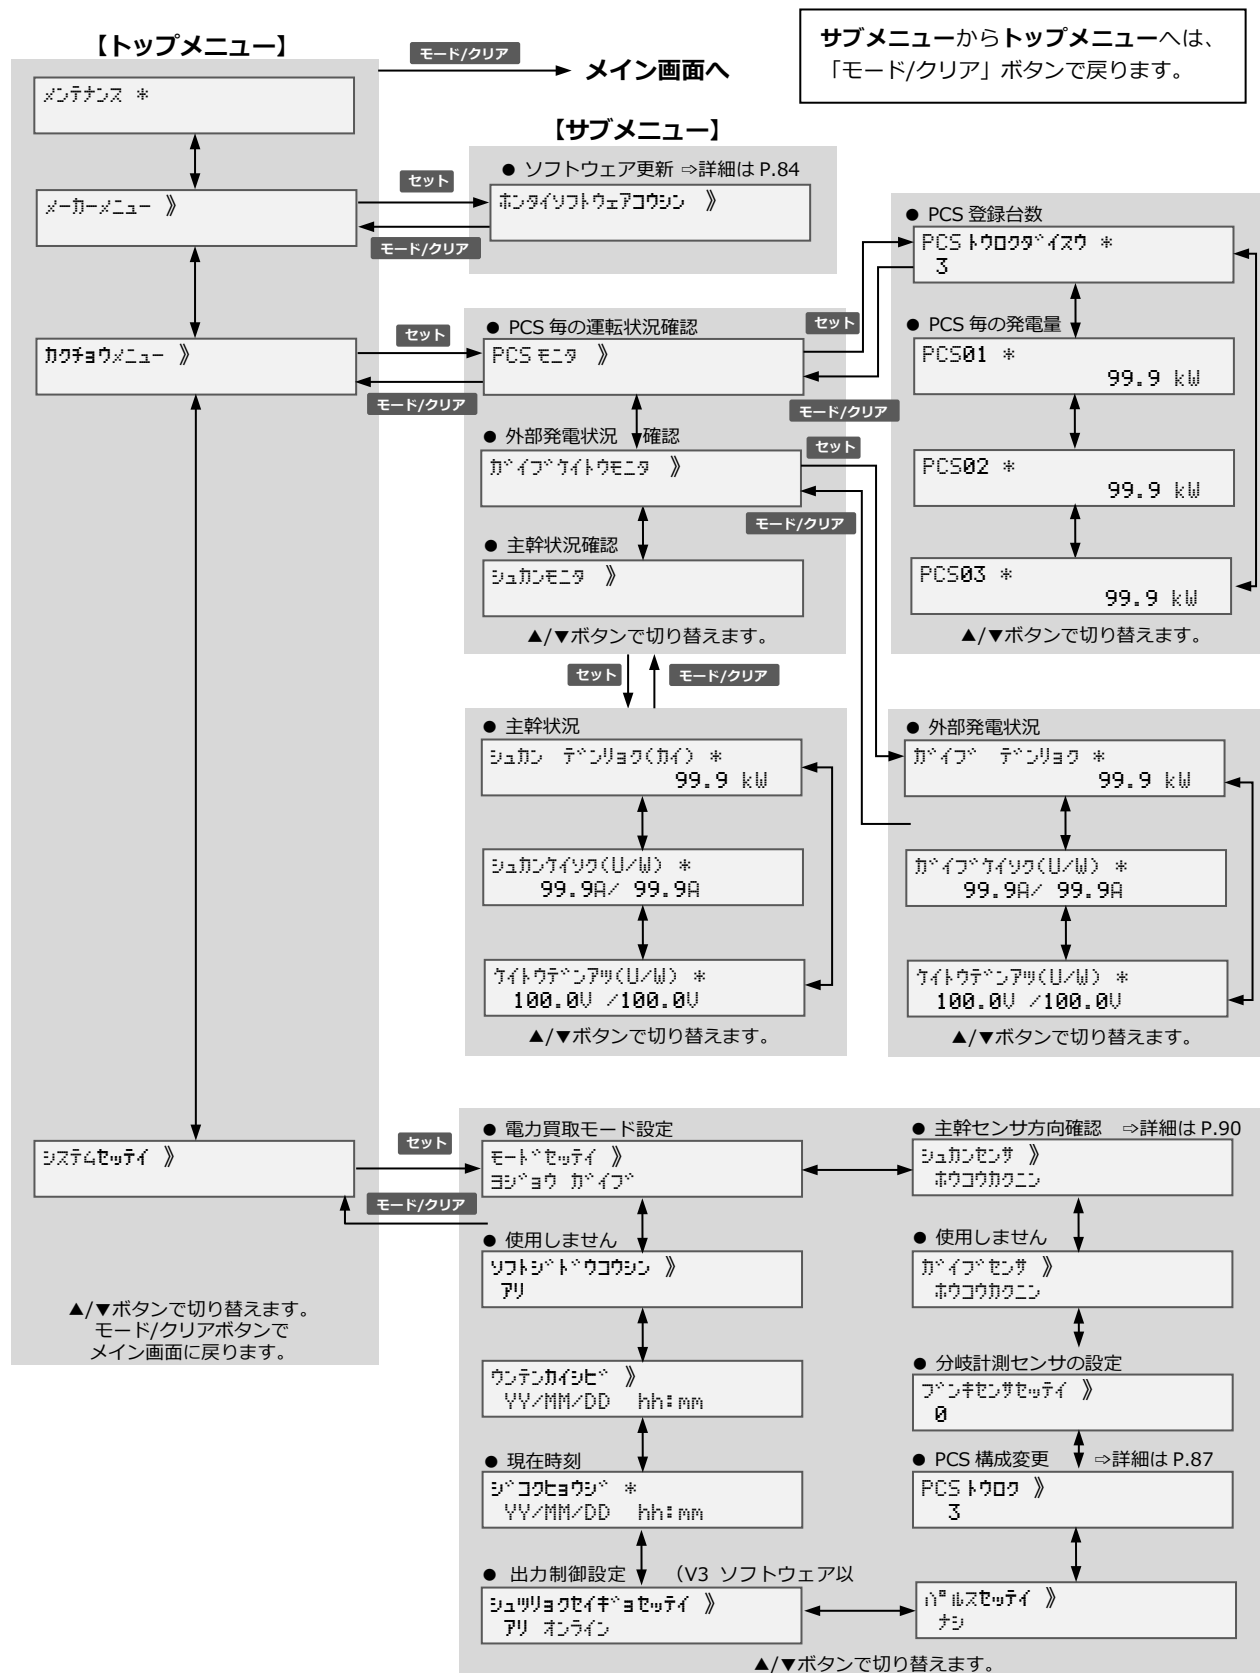 【トップメニュー】
モード/クリア
メイン画面へ
サブメニューからトップメニューへは、
「モード/クリア」ボタンで戻ります。
メンテナンス *
【サブメニュー】
● ソフトウェア更新 ⇨詳細は P.84
セット
メーカーメニュー 》
ホンタイソフトウェアコウシン 》
モード/クリア
● PCS 登録台数
PCS トウロクダイスウ *
3
カクチョウメニュー 》
セット
モード/クリア
● PCS 毎の運転状況確認
PCS モニタ 》
セット
モード/クリア
● PCS 毎の発電量
PCS01 *
99.9 kW
● 外部発電状況 確認
ガイブケイトウモニタ 》
セット
モード/クリア
PCS02 *
99.9 kW
● 主幹状況確認
シュカンモニタ 》
PCS03 *
99.9 kW
▲/▼ボタンで切り替えます。
▲/▼ボタンで切り替えます。
セット
モード/クリア
● 主幹状況
シュカン デンリョク(カイ) *
99.9 kW
シュカンケイソク(U/W) *
99.9A/ 99.9A
ケイトウデンアツ(U/W) *
100.0V /100.0V
▲/▼ボタンで切り替えます。
● 外部発電状況
ガイブ デンリョク *
99.9 kW
ガイブケイソク(U/W) *
99.9A/ 99.9A
ケイトウデンアツ(U/W) *
100.0V /100.0V
▲/▼ボタンで切り替えます。
システムセッテイ 》
セット
モード/クリア
▲/▼ボタンで切り替えます。
モード/クリアボタンで
メイン画面に戻ります。
● 電力買取モード設定
モードセッテイ 》
ヨジョウ ガイブ
● 使用しません
ソフトジドウコウシン 》
アリ
ウンテンカイシビ 》
YY/MM/DD hh:mm
● 現在時刻
ジコクヒョウジ *
YY/MM/DD hh:mm
● 出力制御設定 (V3 ソフトウェア以
シュツリョクセイギョセッテイ 》
アリ オンライン
● 主幹センサ方向確認 ⇨詳細は P.90
シュカンセンサ 》
ホウコウカクニン
● 使用しません
ガイブセンサ 》
ホウコウカクニン
● 分岐計測センサの設定
ブンキセンサセッテイ 》
0
● PCS 構成変更 ⇨詳細は P.87
PCS トウロク 》
3
パルスセッテイ 》
ナシ
▲/▼ボタンで切り替えます。